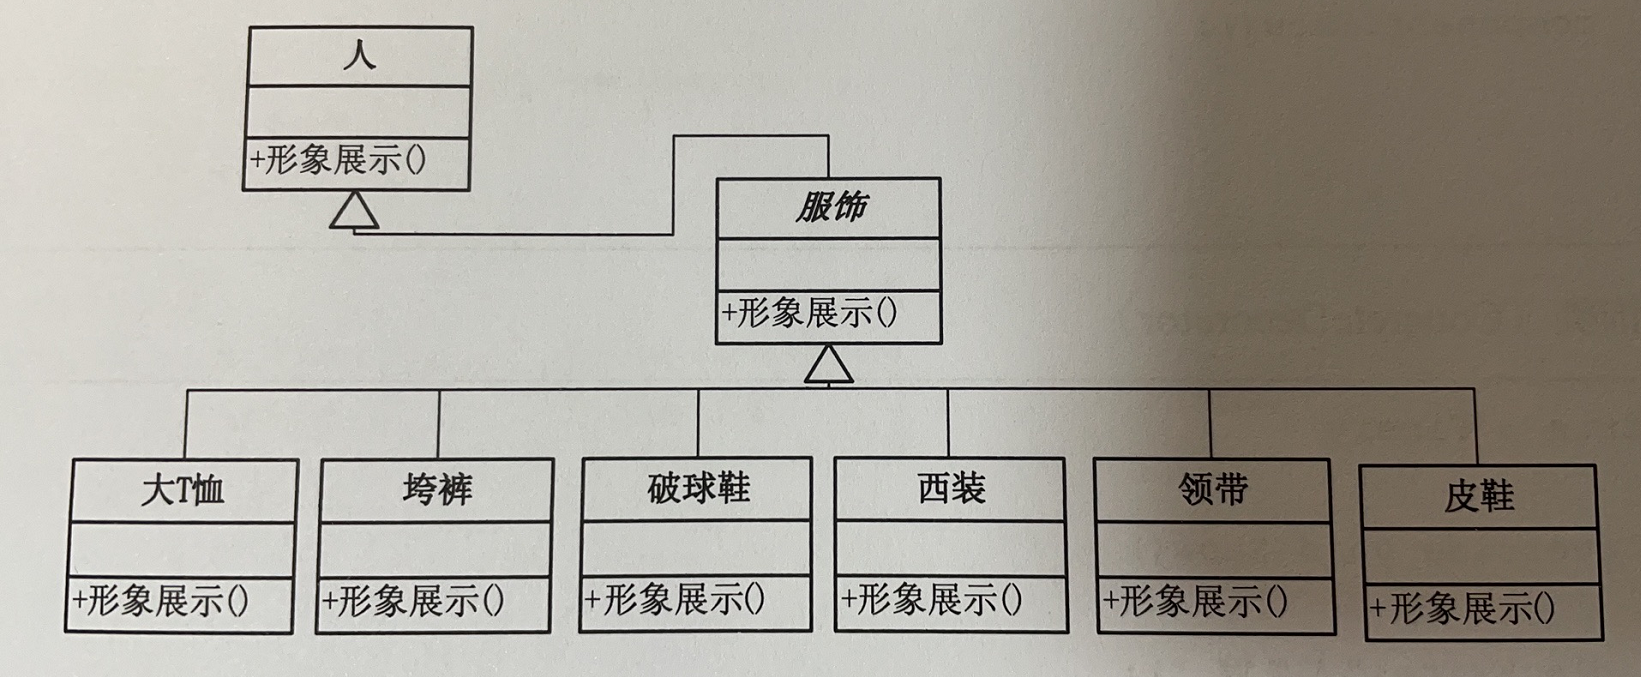 人
+形象展示()
服饰
+形象展示()
大T恤
垮裤
破球鞋
西装
领带
皮鞋
+形象展示()
+形象展示()
+形象展示()
+形象展示()
+形象展示()
+形象展示()